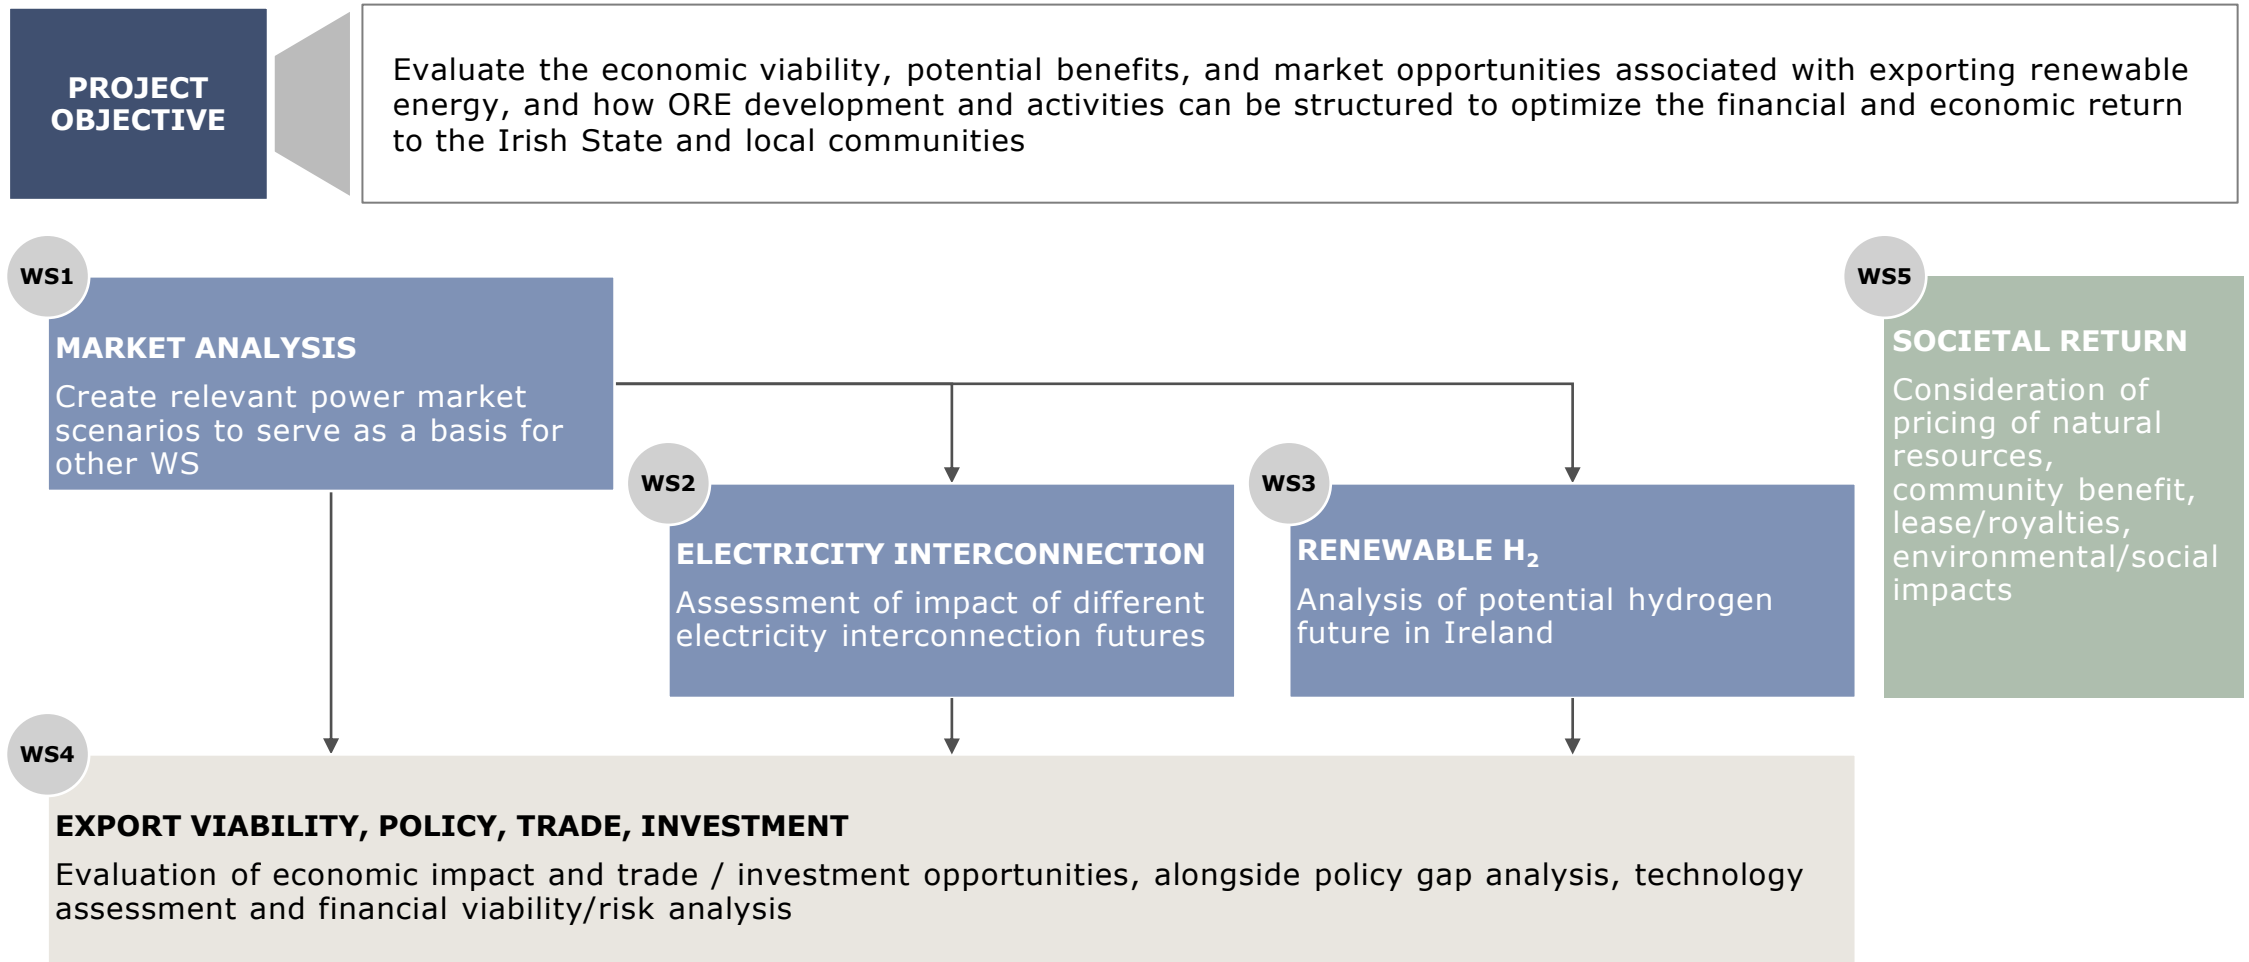 PROJECT
OBJECTIVE
Evaluate the economic viability, potential benefits, and market opportunities associated with exporting renewable
energy, and how ORE development and activities can be structured to optimize the financial and economic return
to the Irish State and local communities
WS1
MARKET ANALYSIS
Create relevant power market
scenarios to serve as a basis for
other WS
WS2
ELECTRICITY INTERCONNECTION
Assessment of impact of different
electricity interconnection futures
WS3
RENEWABLE H₂
Analysis of potential hydrogen
future in Ireland
WS5
SOCIETAL RETURN
Consideration of
pricing of natural
resources,
community benefit,
lease/royalties,
environmental/social
impacts
WS4
EXPORT VIABILITY, POLICY, TRADE, INVESTMENT
Evaluation of economic impact and trade / investment opportunities, alongside policy gap analysis, technology
assessment and financial viability/risk analysis